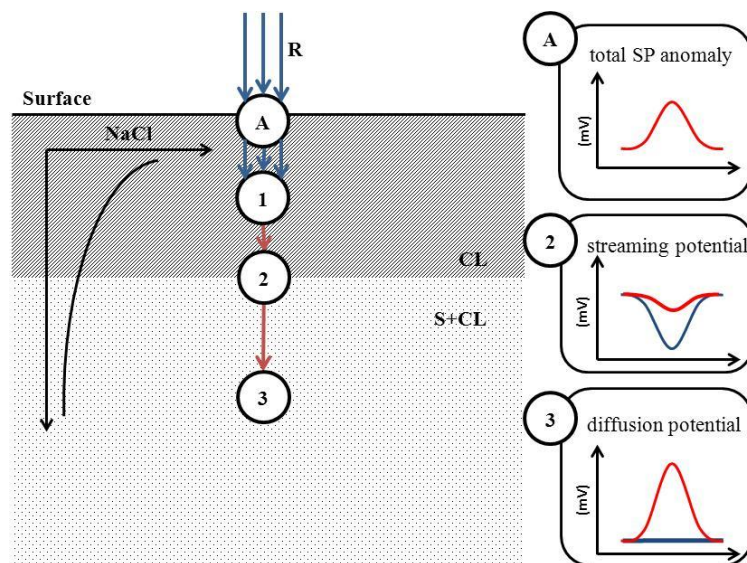 R
Surface
NaCl
A
1
2
CL
S+CL
3
A
total SP anomaly
(mV)
2
streaming potential
(mV)
3
diffusion potential
(mV)